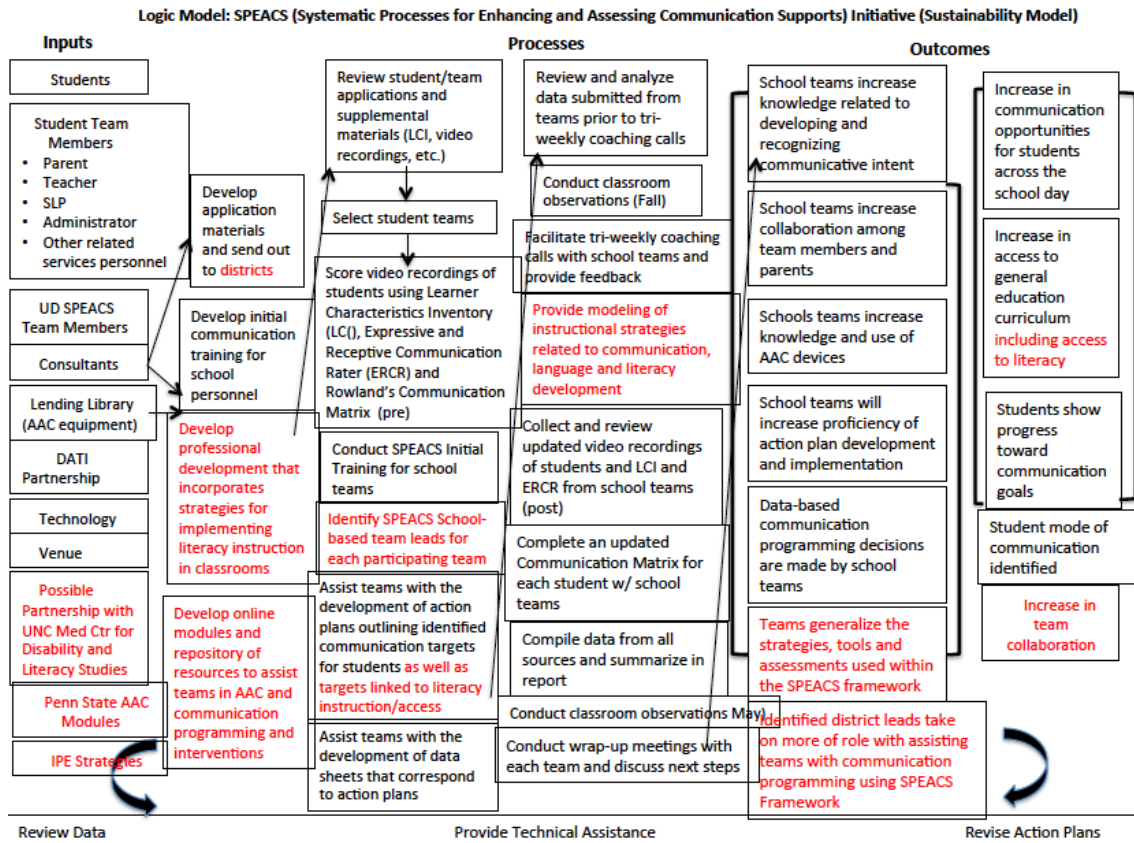 Logic Model: SPEACS (Systematic Processes for Enhancing and Assessing Communication Supports) Initiative (Sustainability Model)
Inputs
Processes
Outcomes
Students
Student Team
Members
• Parent
• Teacher
• SLP
• Administrator
• Other related
services personnel
UD SPEACS
Team Members
Consultants
Lending Library
(AAC equipment)
DATI
Partnership
Technology
Venue
Possible
Partnership with
UNC Med Ctr for
Disability and
Literacy Studies
Penn State AAC
Modules
IPE Strategies
Develop
application
materials
and send out
to districts
Develop initial
communication
training for
school
personnel
Develop
professional
development that
incorporates
strategies for
implementing
literacy instruction
in classrooms
Develop online
modules and
repository of
resources to assist
teams in AAC and
communication
programming and
interventions
Review student/team
applications and
supplemental
materials (LCI, video
recordings, etc.)
Select student teams
Score video recordings of
students using Learner
Characteristics Inventory
(LC(), Expressive and
Receptive Communication
Rater (ERCR) and
Rowland's Communication
Matrix (pre)
Conduct SPEACS Initial
Training for school
teams
Identify SPEACS School-
based team leads for
each participating team
Assist teams with the
development of action
plans outlining identified
communication targets
for students as well as
targets linked to literacy
instruction/access
Assist teams with the
development of data
sheets that correspond
to action plans
Review and analyze
data submitted from
teams prior to tri-
weekly coaching calls
Conduct classroom
observations (Fall)
Facilitate tri-weekly coaching
calls with school teams and
provide feedback
Provide modeling of
instructional strategies
related to communication,
language and literacy
development
Collect and review
updated video recordings
of students and LCI and
ERCR from school teams
(post)
Complete an updated
Communication Matrix for
each student w/ school
teams
Compile data from all
sources and summarize in
report
Conduct classroom observations May)
Conduct wrap-up meetings with
each team and discuss next steps
School teams increase
knowledge related to
developing and
recognizing
communicative intent
School teams increase
collaboration among
team members and
parents
Schools teams increase
knowledge and use of
AAC devices
School teams will
increase proficiency of
action plan development
and implementation
Data-based
communication
programming decisions
are made by school
teams
Teams generalize the
strategies, tools and
assessments used within
the SPEACS framework
Identified district leads take
on more of role with assisting
teams with communication
programming using SPEACS
Framework
Increase in
communication
opportunities
for students
across the
school day
Increase in
access to
general
education
curriculum
including access
to literacy
Students show
progress
toward
communication
goals
Student mode of
communication
identified
Increase in
team
collaboration
Review Data
Provide Technical Assistance
Revise Action Plans